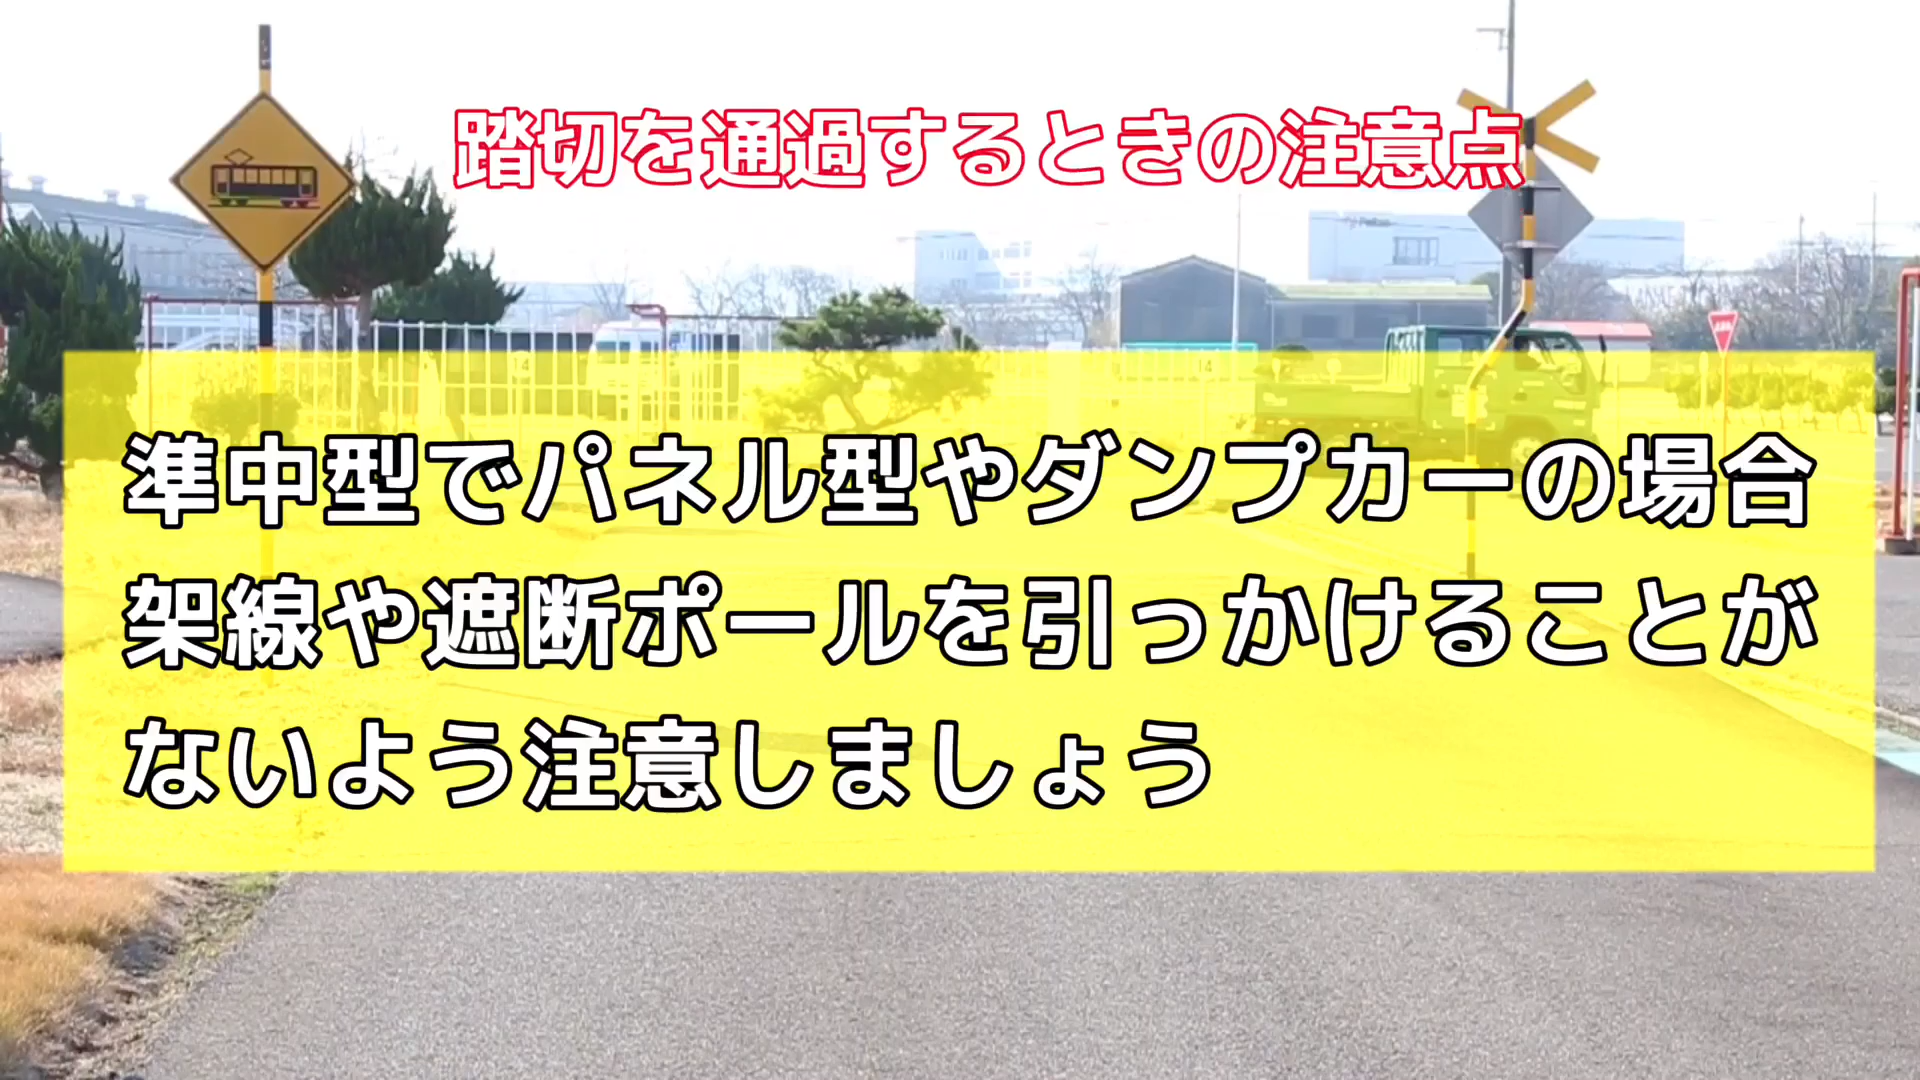 踏切を通過するときの注意点
準中型でパネル型やダンプカーの場合
架線や遮断ポールを引っかけることが
ないよう注意しましょう